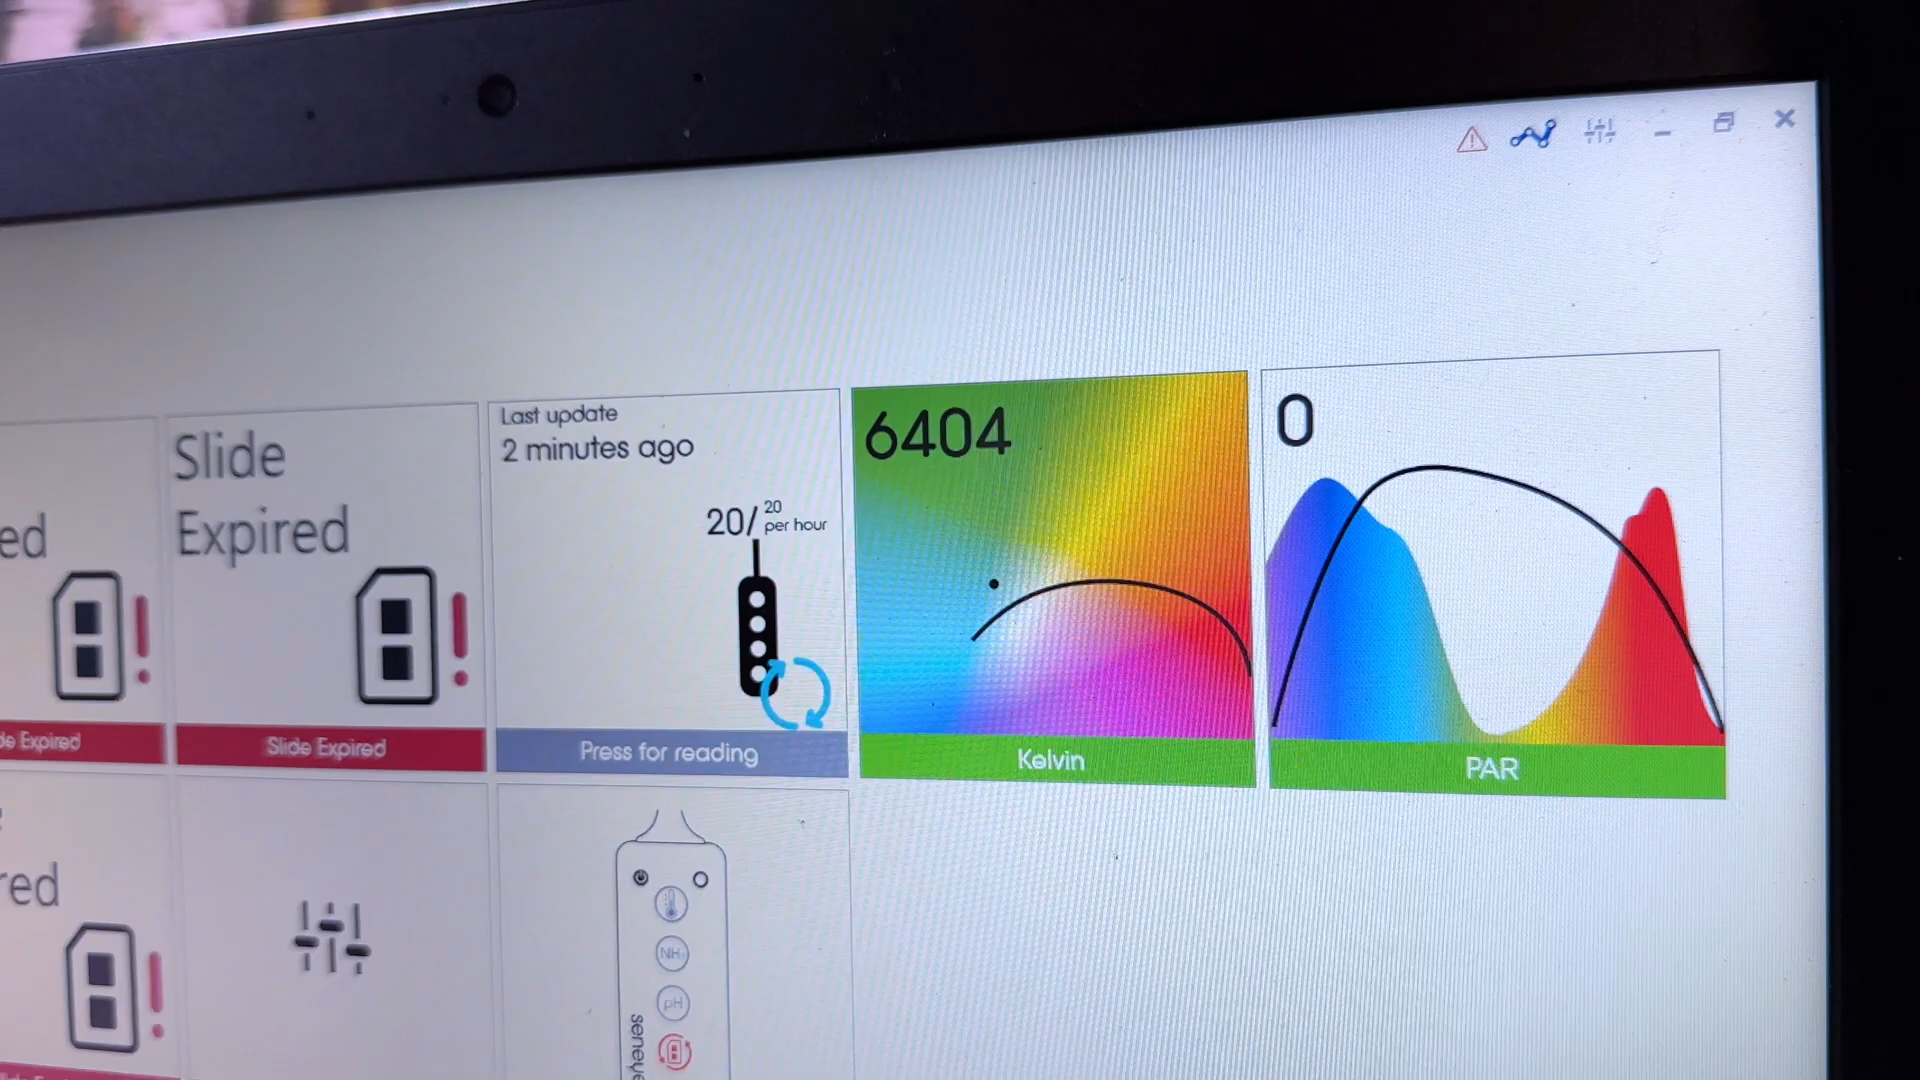 ed
Slide
Expired
Slide Expired
Last update
2 minutes ago
20/20 per hour
Press for reading
6404
Kelvin
0
PAR
Expired
red
NH
pH
seneye